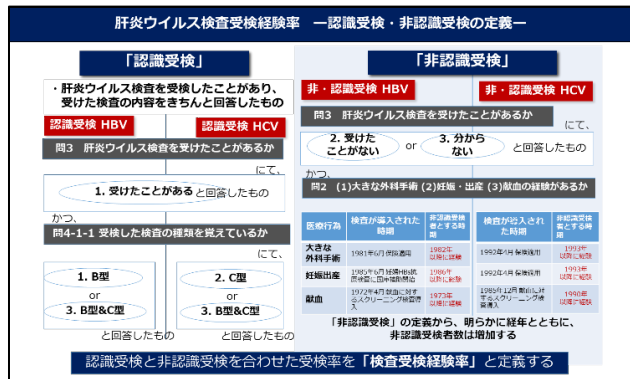 肝炎ウイルス検査受検経験率 ー認識受検・非認識受検の定義ー
「認識受検」
・肝炎ウイルス検査を受検したことがあり、
受けた検査の内容をきちんと回答したもの
認識受検 HBV
認識受検 HCV
問3 肝炎ウイルス検査を受けたことがあるか
にて、
1. 受けたことがある と回答したもの
かつ、
問4-1-1 受検した検査の種類を覚えているか
にて、
1. B型
or
3. B型&C型
と回答したもの
2. C型
or
3. B型&C型
と回答したもの
「非認識受検」
非・認識受検 HBV
非・認識受検 HCV
問3 肝炎ウイルス検査を受けたことがあるか
にて、
2. 受けた
ことがない
or
3. 分から
ない
と回答したもの
かつ、
問2 (1)大きな外科手術 (2)妊娠・出産 (3)献血の経験があるか
医療行為
検査が導入された
時期
非認識受検
者とする時
期
検査が導入され
た時期
非認識受検
者とする時
期
大きな
外科手術
1981年6月 保険適用
1982年
以降に経験
1992年4月 保険適用
1993年
以降に経験
妊娠出産
1985年6月 妊婦HBs抗
原検査に国庫補助開始
1986年
以降に経験
1992年4月 保険適用
1993年
以降に経験
献血
1972年4月 献血に対す
るスクリーニング検査導
入
1973年
以降に経験
1985年12月 献血に対
するスクリーニング検
査導入
1990年
以降に経験
「非認識受検」の定義から、明らかに経年とともに、
非認識受検者数は増加する
認識受検と非認識受検を合わせた受検率を「検査受検経験率」と定義する